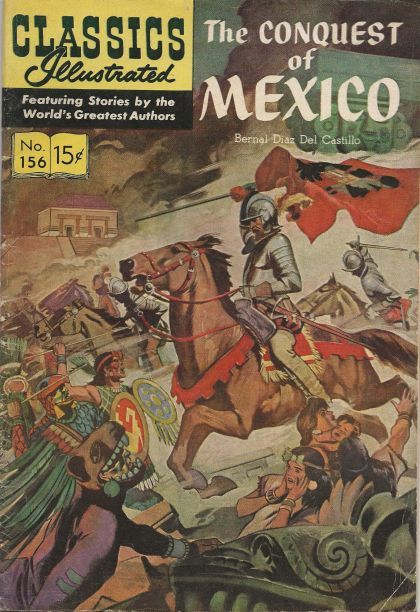 CLASSICS
Illustrated
Featuring Stories by the
World's Greatest Authors
No.
156
15¢
The CONQUEST
of
MEXICO
Bernal Diaz Del Castillo